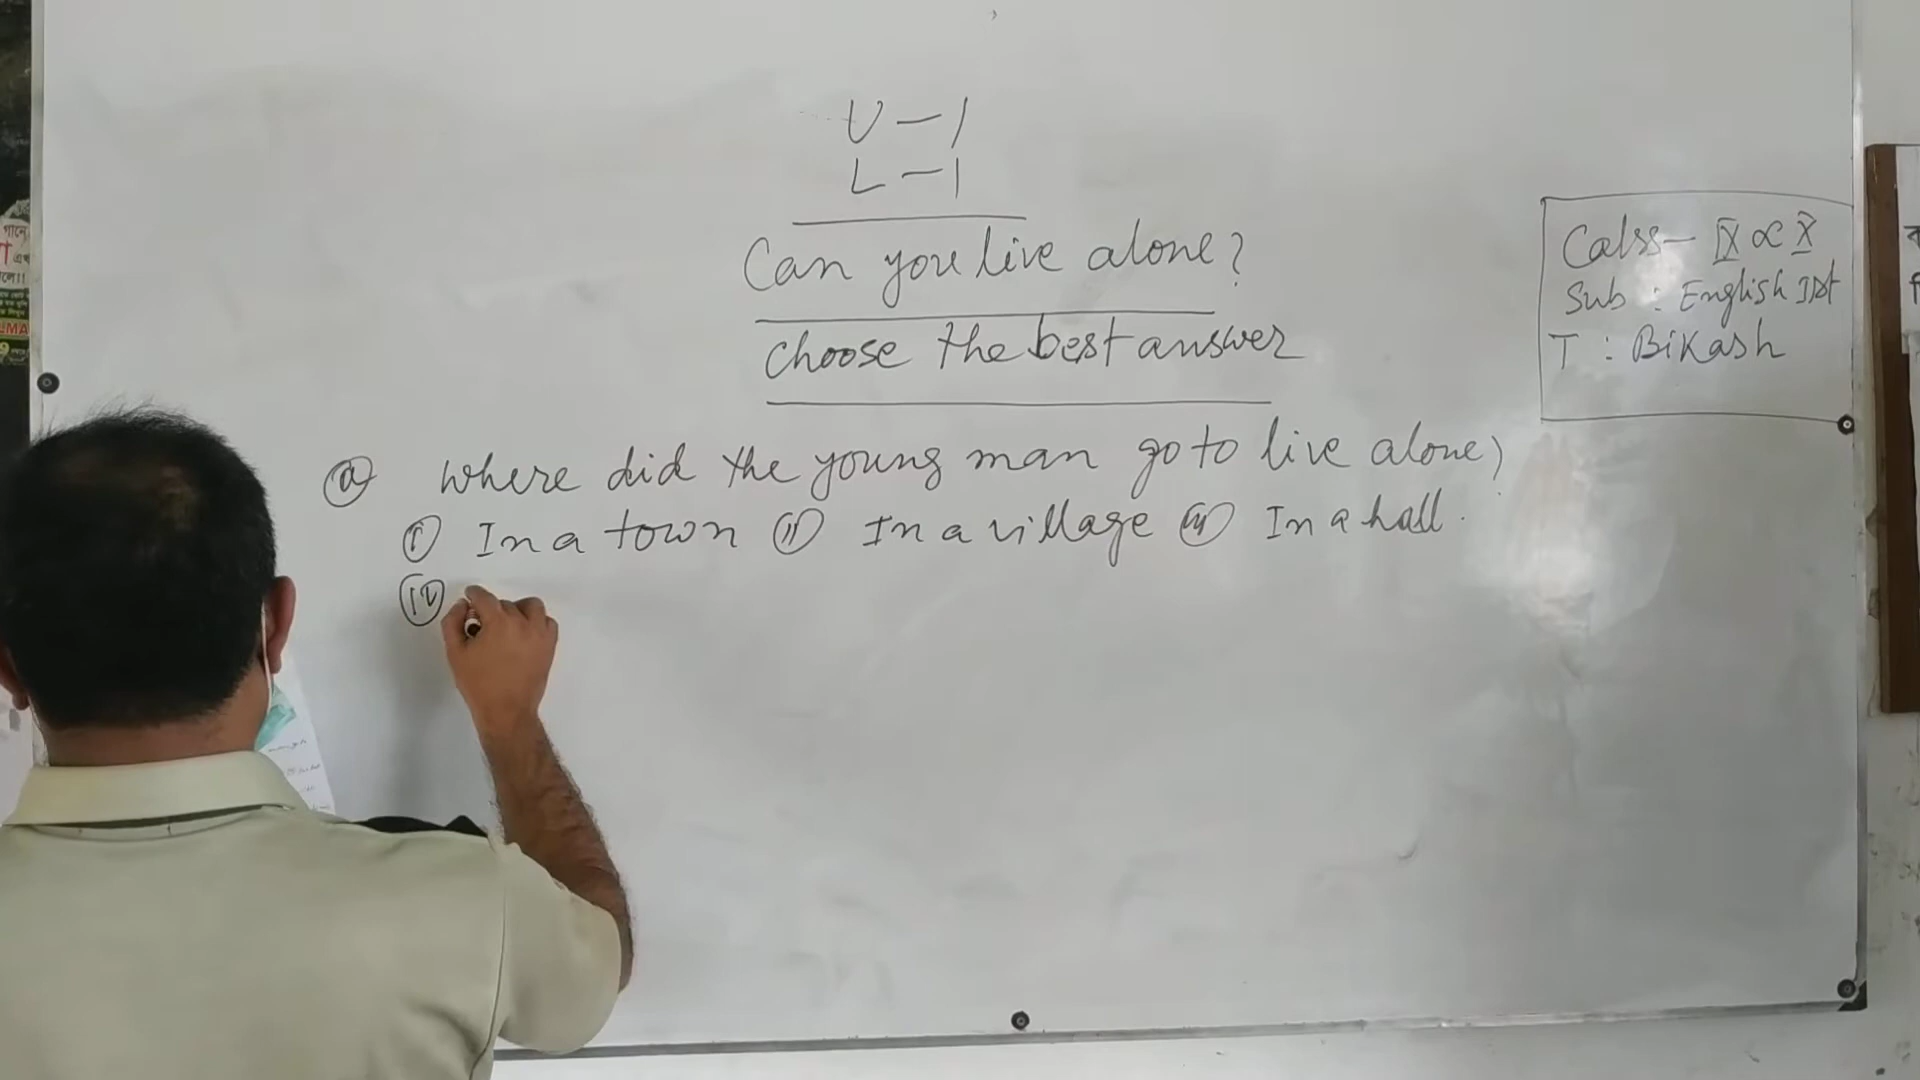 U-1
L-1
Can you live alone?
choose the best answer
Calss- IX & X
Sub : English 1st
T : Bikash
(a) where did the young man go to live alone?
(i) In a town (ii) In a village (iii) In a hall.
(iv)
গানে